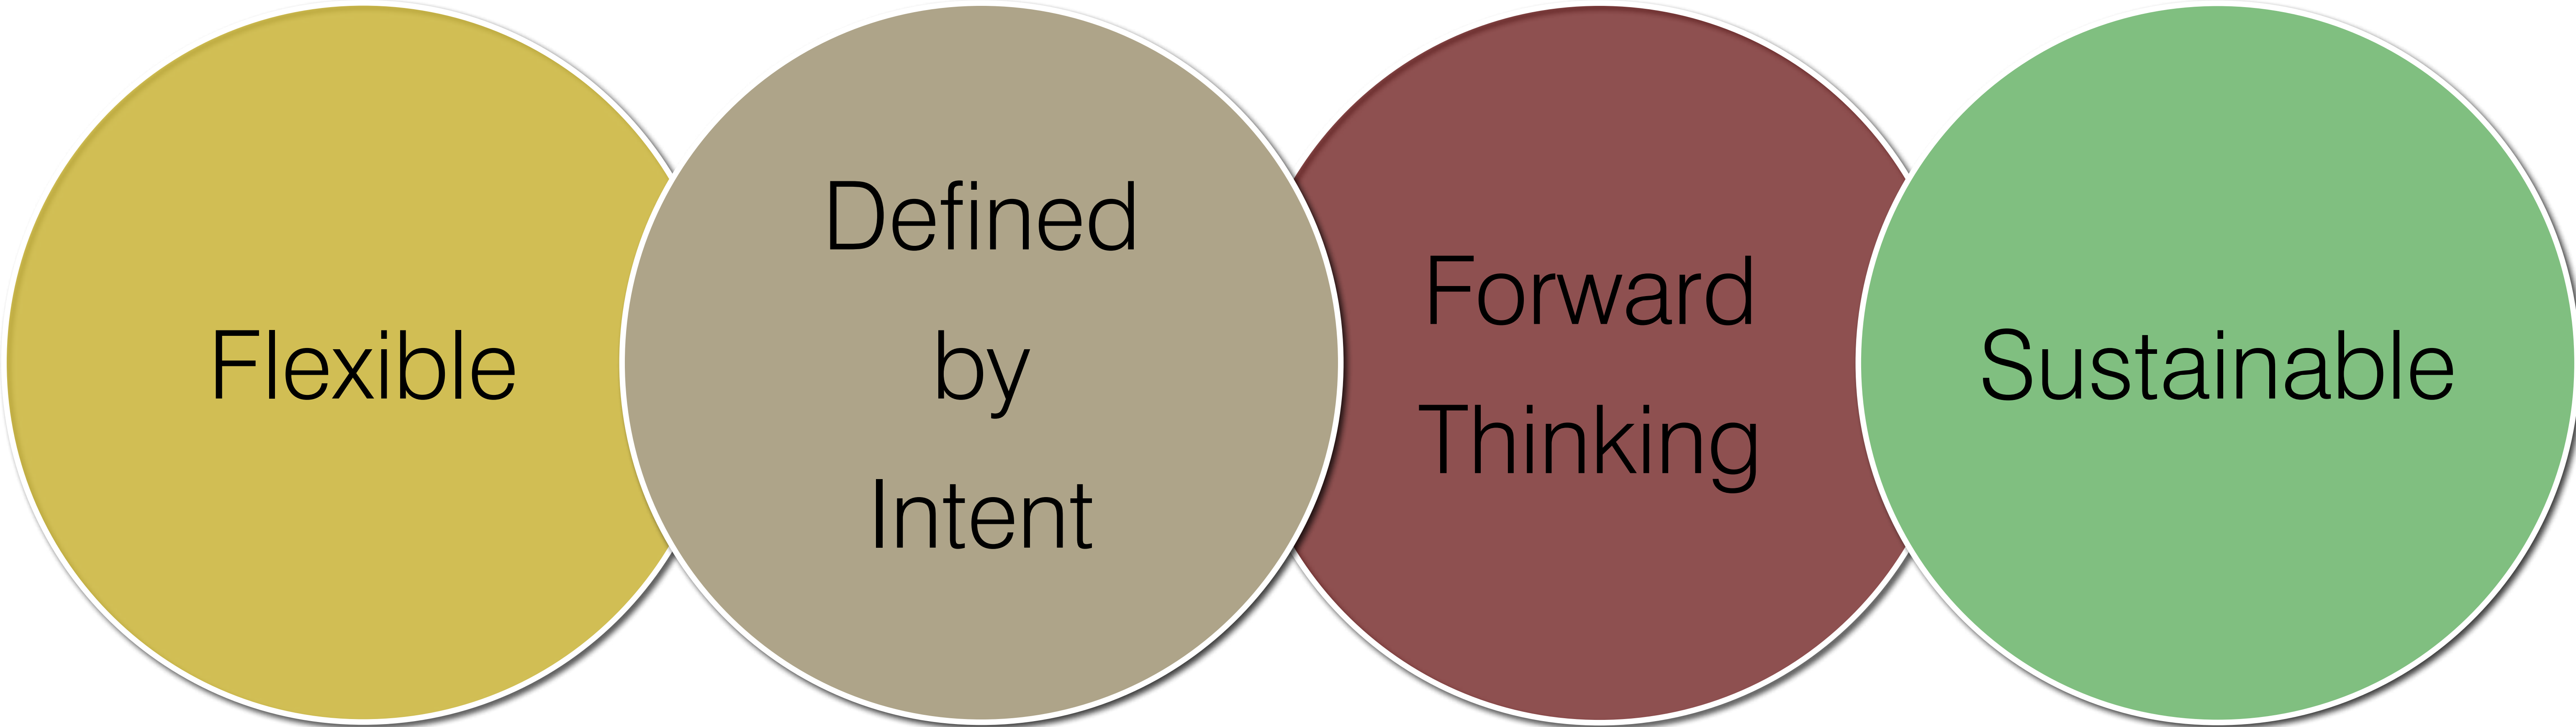 Flexible
Defined
by
Intent
Forward
Thinking
Sustainable